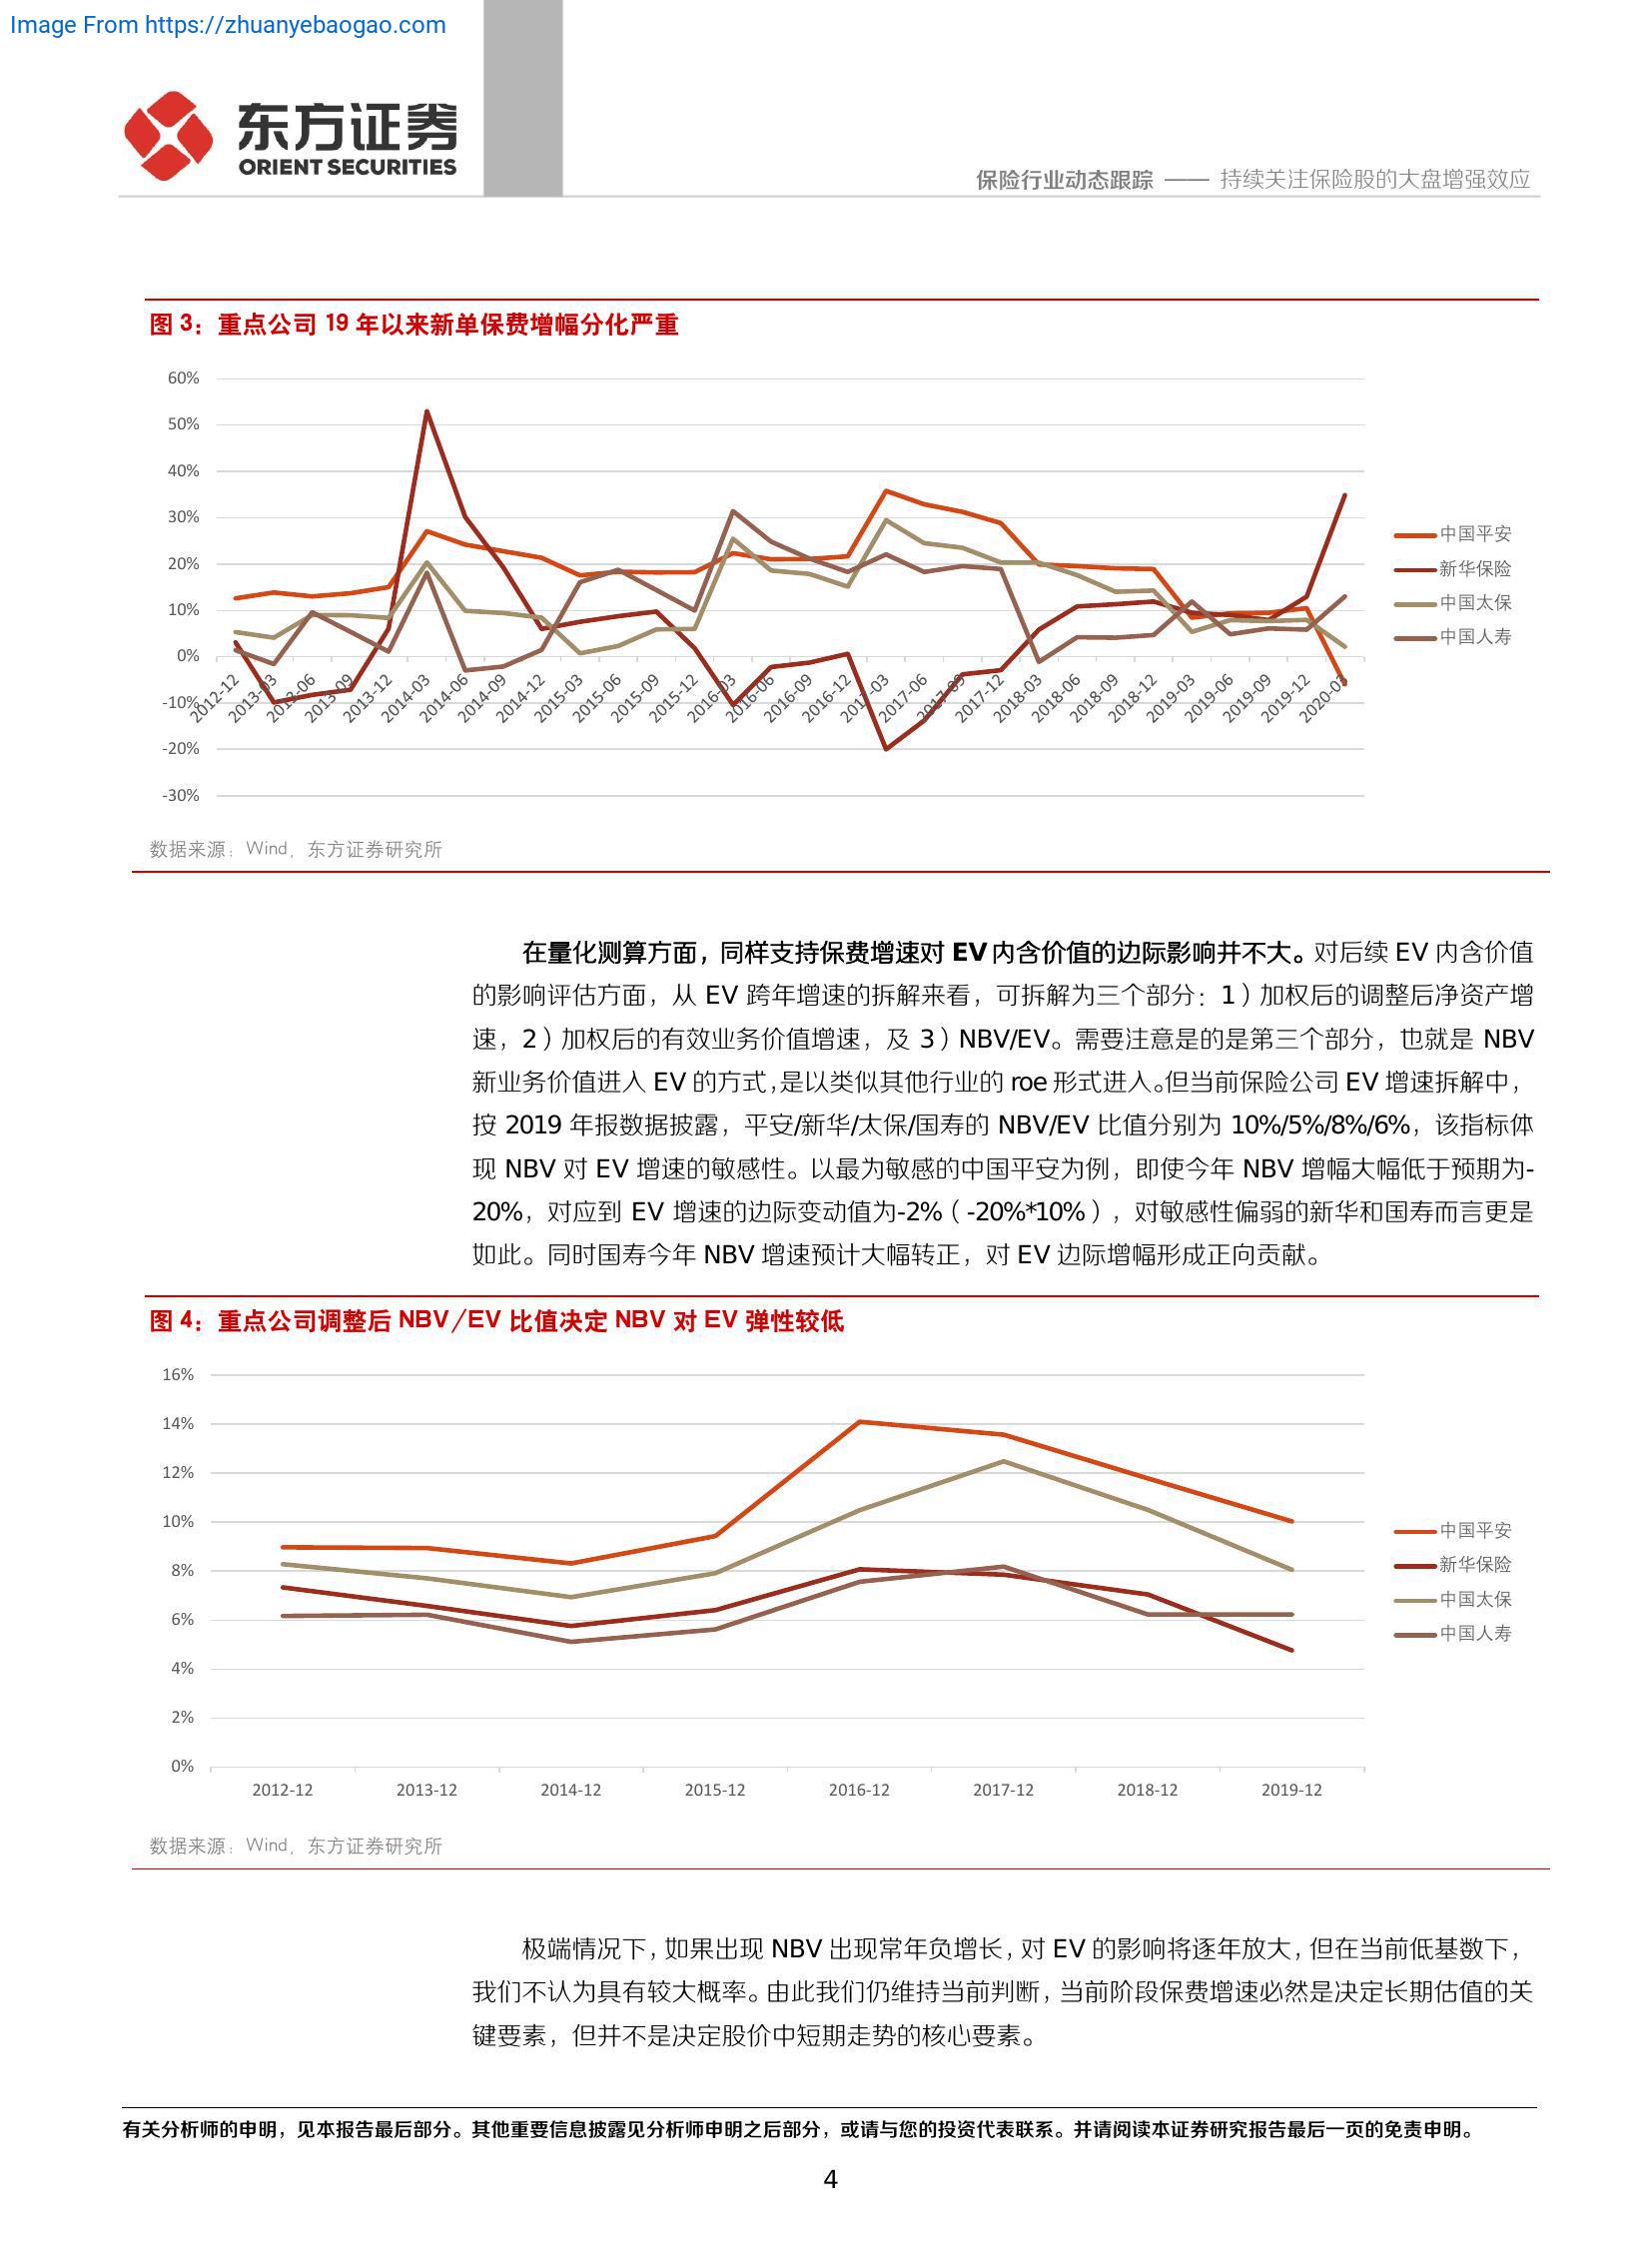 Image From https://zhuanyebaogao.com
东方证券
ORIENT SECURITIES
保险行业动态跟踪 —— 持续关注保险股的大盘增强效应
图 3：重点公司 19 年以来新单保费增幅分化严重
60%
50%
40%
30%
20%
10%
0%
-10%
-20%
-30%
2012-12 2013-03 2013-06 2013-09 2013-12 2014-03 2014-06 2014-09 2014-12 2015-03 2015-06 2015-09 2015-12 2016-03 2016-06 2016-09 2016-12 2017-03 2017-06 2017-09 2017-12 2018-03 2018-06 2018-09 2018-12 2019-03 2019-06 2019-09 2019-12 2020-03
中国平安
新华保险
中国太保
中国人寿
数据来源：Wind，东方证券研究所
在量化测算方面，同样支持保费增速对 EV 内含价值的边际影响并不大。对后续 EV 内含价值
的影响评估方面，从 EV 跨年增速的拆解来看，可拆解为三个部分：1）加权后的调整后净资产增
速，2）加权后的有效业务价值增速，及 3）NBV/EV。需要注意是的是第三个部分，也就是 NBV
新业务价值进入 EV 的方式，是以类似其他行业的 roe 形式进入。但当前保险公司 EV 增速拆解中，
按 2019 年报数据披露，平安/新华/太保/国寿的 NBV/EV 比值分别为 10%/5%/8%/6%，该指标体
现 NBV 对 EV 增速的敏感性。以最为敏感的中国平安为例，即使今年 NBV 增幅大幅低于预期为-
20%，对应到 EV 增速的边际变动值为-2%（-20%*10%），对敏感性偏弱的新华和国寿而言更是
如此。同时国寿今年 NBV 增速预计大幅转正，对 EV 边际增幅形成正向贡献。
图 4：重点公司调整后 NBV/EV 比值决定 NBV 对 EV 弹性较低
16%
14%
12%
10%
8%
6%
4%
2%
0%
2012-12 2013-12 2014-12 2015-12 2016-12 2017-12 2018-12 2019-12
中国平安
新华保险
中国太保
中国人寿
数据来源：Wind，东方证券研究所
极端情况下，如果出现 NBV 出现常年负增长，对 EV 的影响将逐年放大，但在当前低基数下，
我们不认为具有较大概率。由此我们仍维持当前判断，当前阶段保费增速必然是决定长期估值的关
键要素，但并不是决定股价中短期走势的核心要素。
有关分析师的申明，见本报告最后部分。其他重要信息披露见分析师申明之后部分，或请与您的投资代表联系。并请阅读本证券研究报告最后一页的免责申明。
4